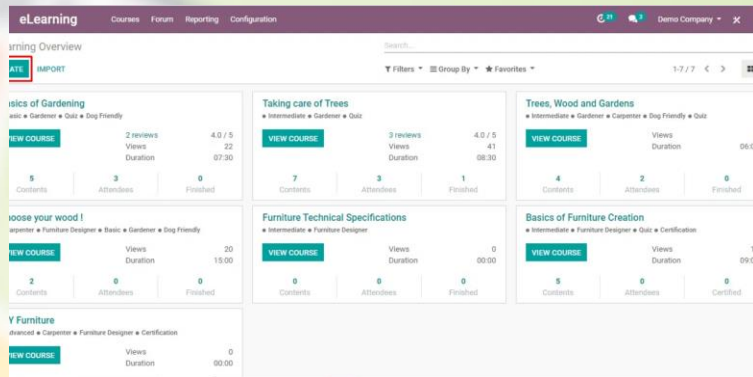 eLearning Courses Forum Reporting Configuration 31 3 Demo Company
arning Overview Search...
ATE IMPORT Filters Group By Favorites 1-7 / 7
sics of Gardening Taking care of Trees Trees, Wood and Gardens
asic Gardener Quiz Dog Friendly Intermediate Gardener Quiz Intermediate Gardener Carpenter Dog Friendly Quiz
IEW COURSE 2 reviews 4.0 / 5 VIEW COURSE 3 reviews 4.0 / 5 VIEW COURSE Views
Views 22 Views 41 Duration 06:0
Duration 07:30 Duration 08:30
5 3 0 7 3 1 4 2 0
Contents Attendees Finished Contents Attendees Finished Contents Attendees Finished
oose your wood ! Furniture Technical Specifications Basics of Furniture Creation
arpenter Furniture Designer Basic Gardener Dog Friendly Intermediate Furniture Designer Intermediate Furniture Designer Quiz Certification
IEW COURSE Views 20 VIEW COURSE Views 0 VIEW COURSE Views 1
Duration 15:00 Duration 00:00 Duration 09:0
2 0 0 0 0 0 5 0 0
Contents Attendees Finished Contents Attendees Finished Contents Attendees Certified
Y Furniture
dvanced Carpenter Furniture Designer Certification
IEW COURSE Views 0
Duration 00:00